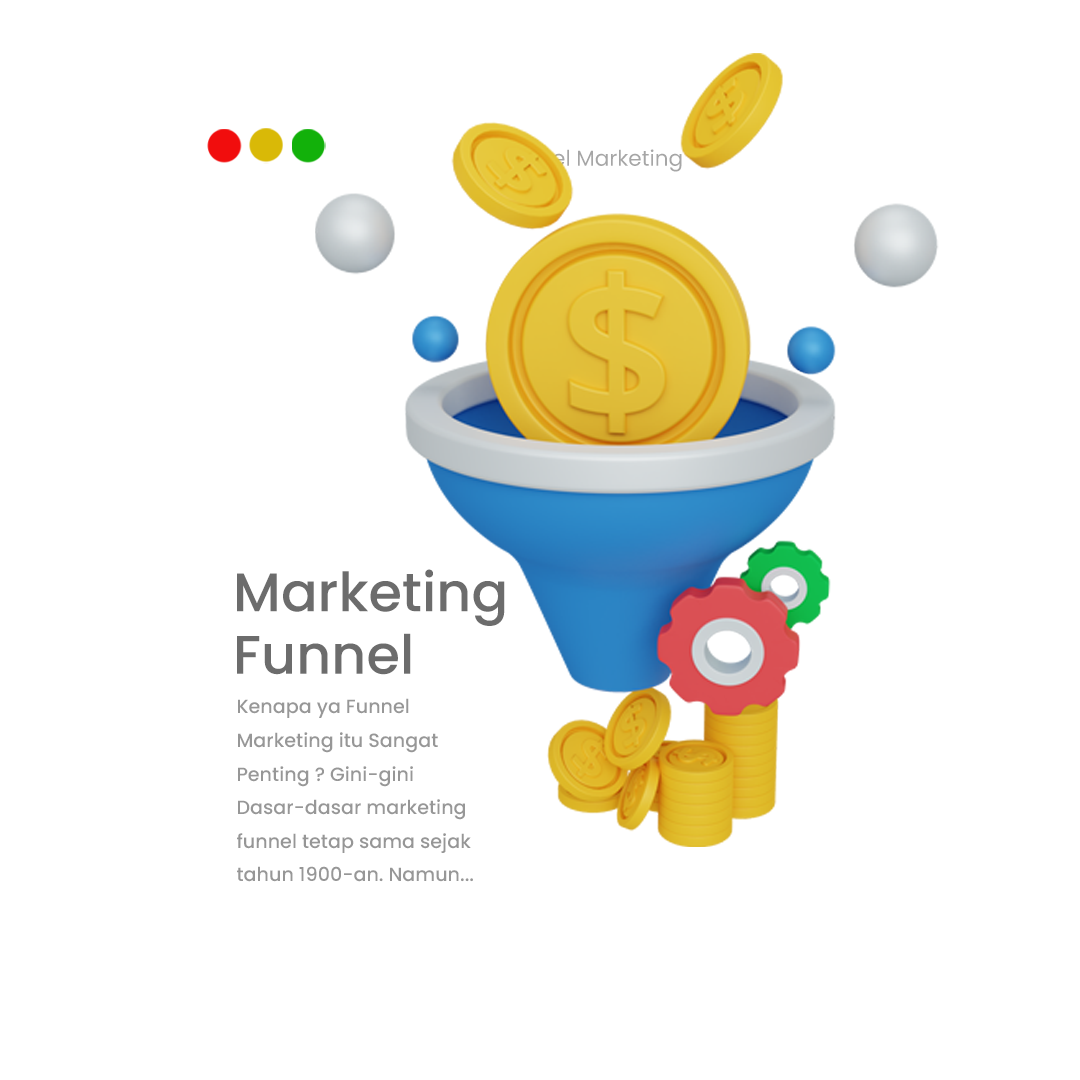 Marketing
Marketing
Funnel
Kenapa ya Funnel
Marketing itu Sangat
Penting ? Gini-gini
Dasar-dasar marketing
funnel tetap sama sejak
tahun 1900-an. Namun...